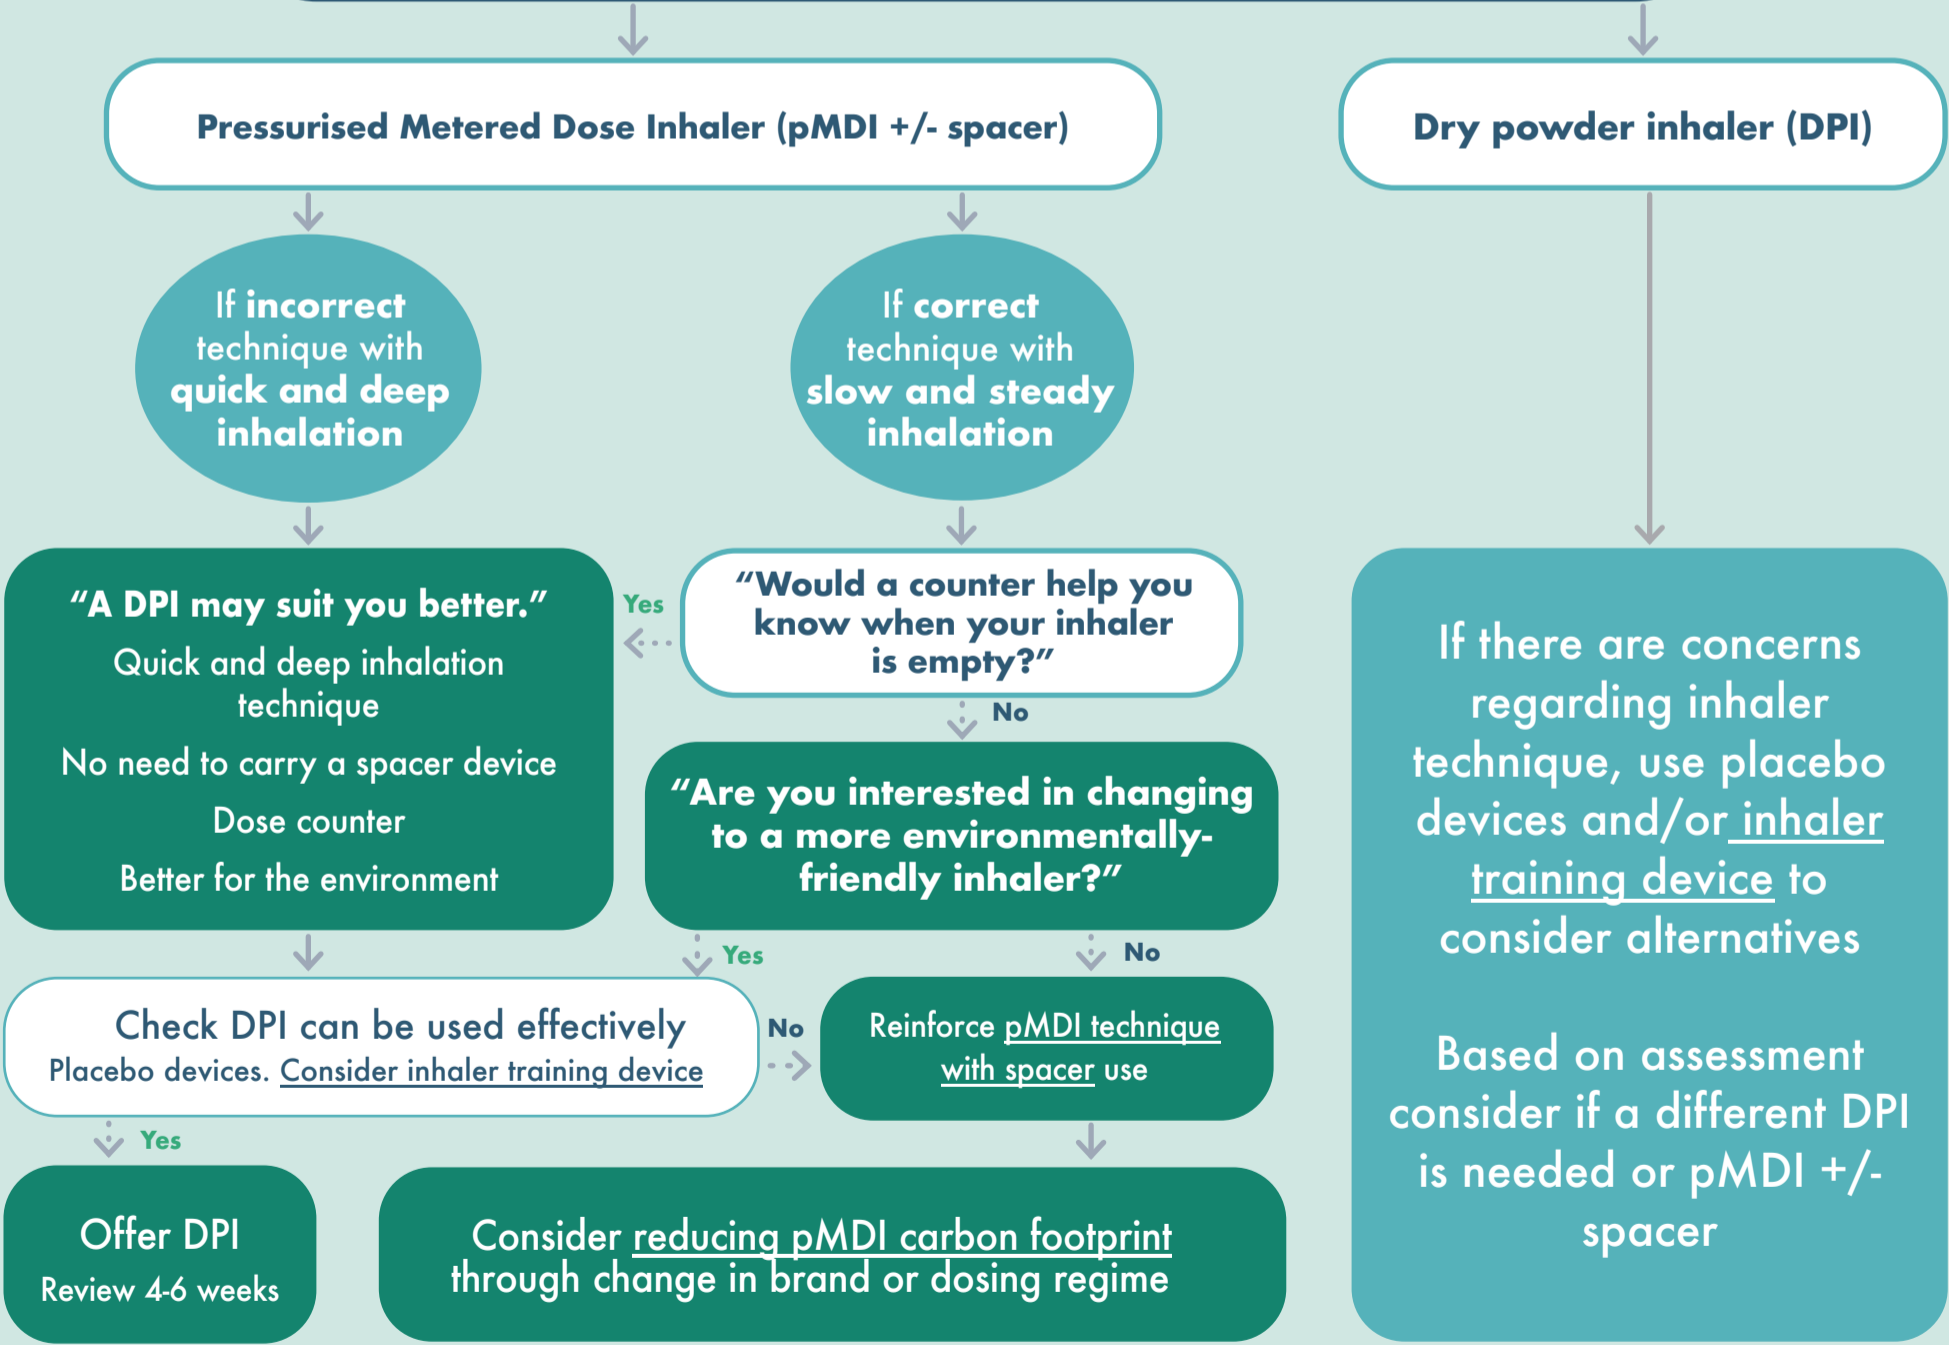 Pressurised Metered Dose Inhaler (pMDI +/- spacer)
Dry powder inhaler (DPI)
If incorrect
technique with
quick and deep
inhalation
If correct
technique with
slow and steady
inhalation
“A DPI may suit you better.”
Quick and deep inhalation
technique
No need to carry a spacer device
Dose counter
Better for the environment
Yes
“Would a counter help you
know when your inhaler
is empty?”
No
“Are you interested in changing
to a more environmentally-
friendly inhaler?”
Yes
No
Check DPI can be used effectively
Placebo devices. Consider inhaler training device
No
Reinforce pMDI technique
with spacer use
Yes
Offer DPI
Review 4-6 weeks
Consider reducing pMDI carbon footprint
through change in brand or dosing regime
If there are concerns
regarding inhaler
technique, use placebo
devices and/or inhaler
training device to
consider alternatives
Based on assessment
consider if a different DPI
is needed or pMDI +/-
spacer